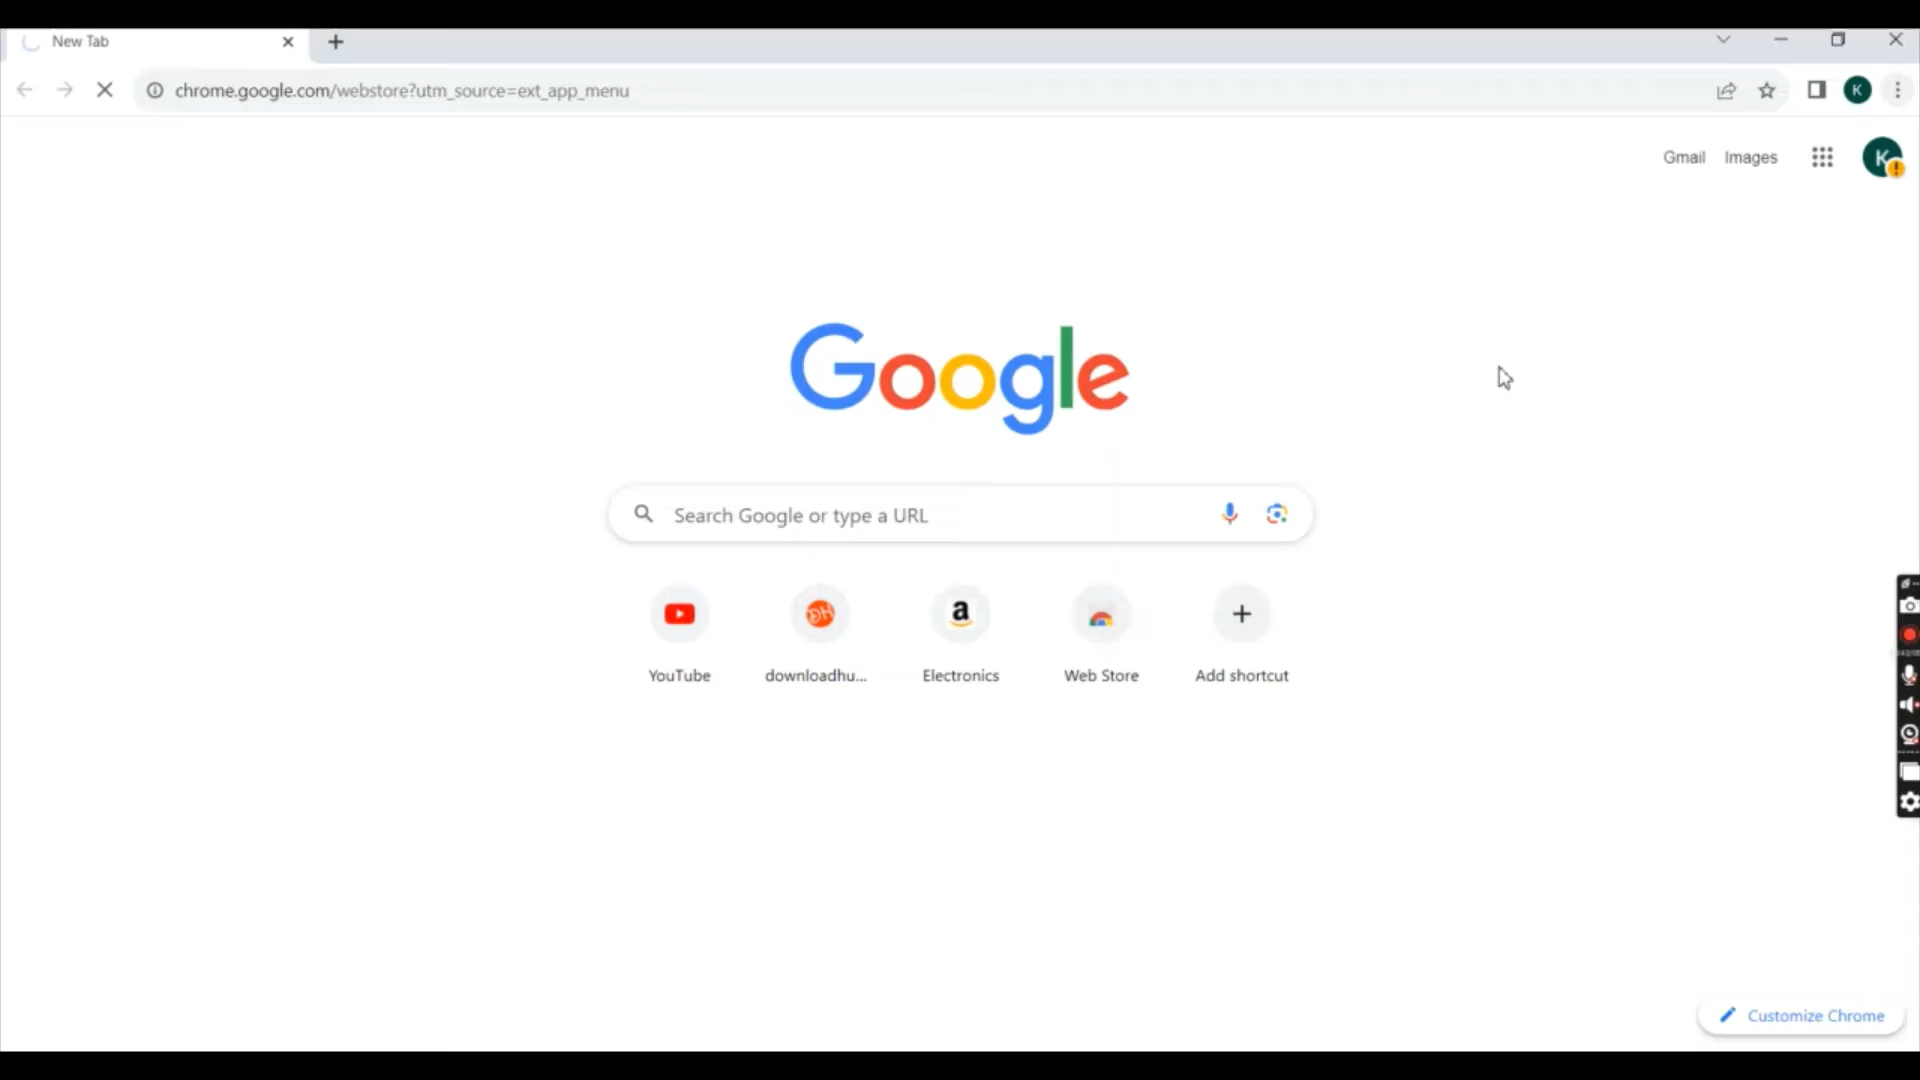 New Tab
chrome.google.com/webstore?utm_source=ext_app_menu
K
Gmail Images
K
Google
Search Google or type a URL
DH
a
YouTube downloadhu... Electronics Web Store Add shortcut
Customize Chrome